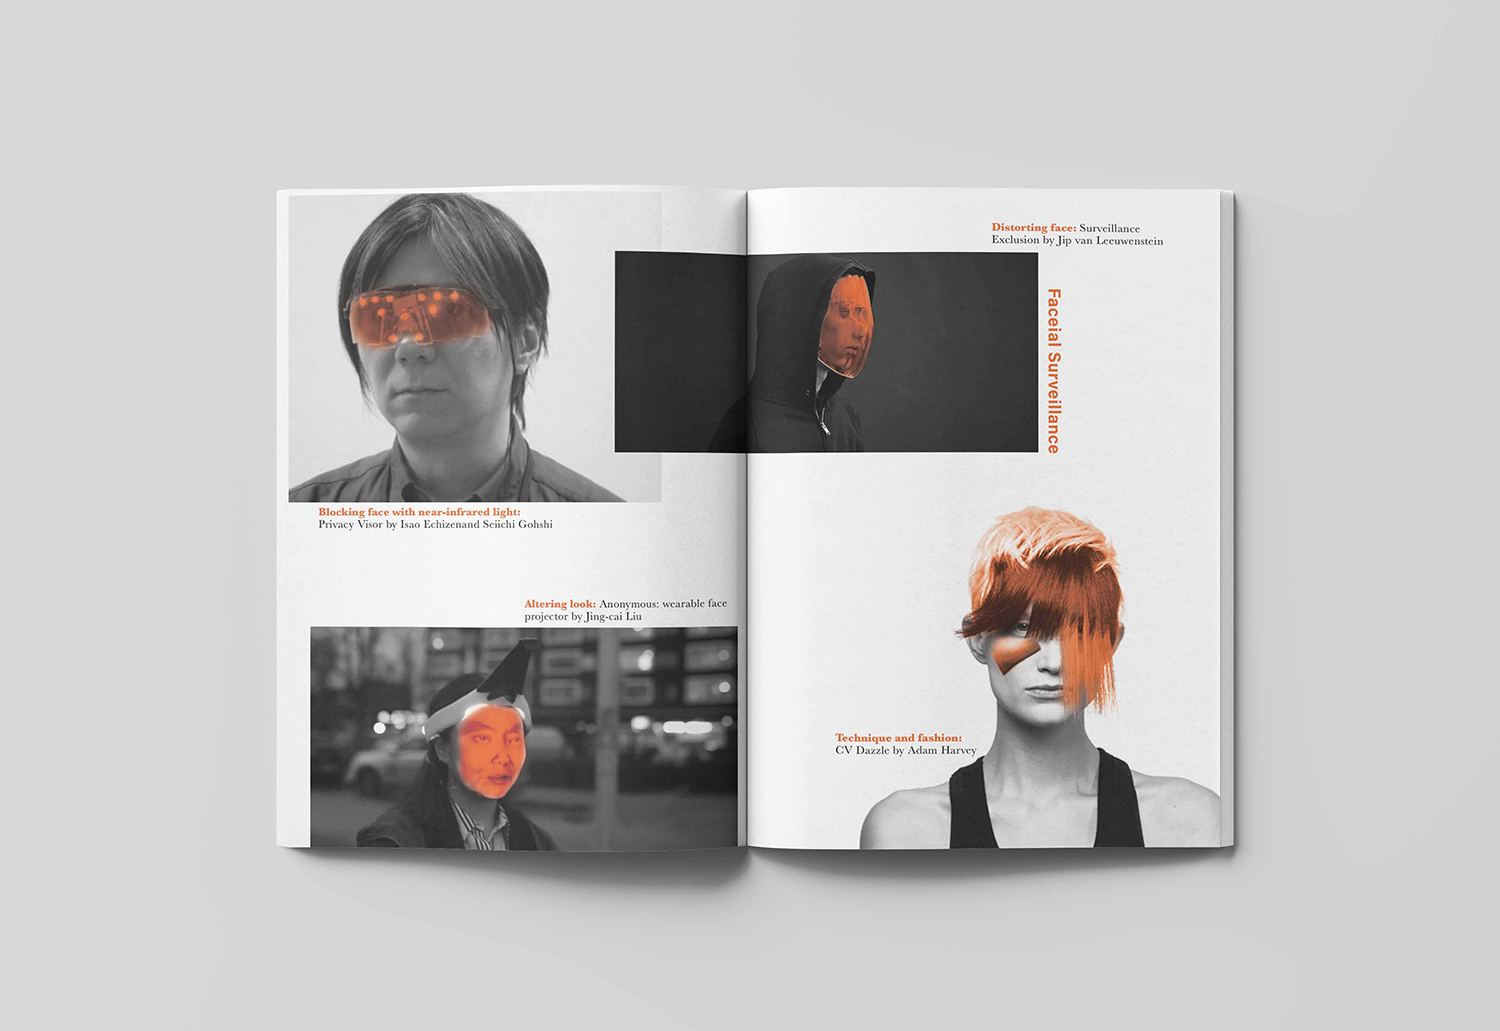 Distorting face: Surveillance
Exclusion by Jip van Leeuwenstein
Faceial Surveillance
Blocking face with near-infrared light:
Privacy Visor by Isao Echizenand Seiichi Gohshi
Altering look: Anonymous: wearable face
projector by Jing-cai Liu
Technique and fashion:
CV Dazzle by Adam Harvey